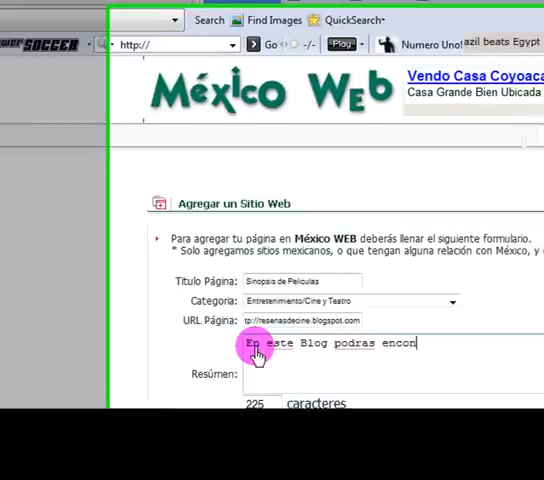 Search Find Images QuickSearch
SOCCER http:// Go -/- Play Numero Uno! azil beats Egypt
México WEb
Vendo Casa Coyoaca
Casa Grande Bien Ubicada
Agregar un Sitio Web
Para agregar tu página en México WEB deberás llenar el siguiente formulario.
* Solo agregamos sitios mexicanos, o que tengan alguna relación con México, y
Titulo Página: Sinopsis de Peliculas
Categoria: Entretenimiento/Cine y Teatro
URL Página: tp://resenasdecine.blogspot.com
En este Blog podras encon
Resúmen:
225 caracteres